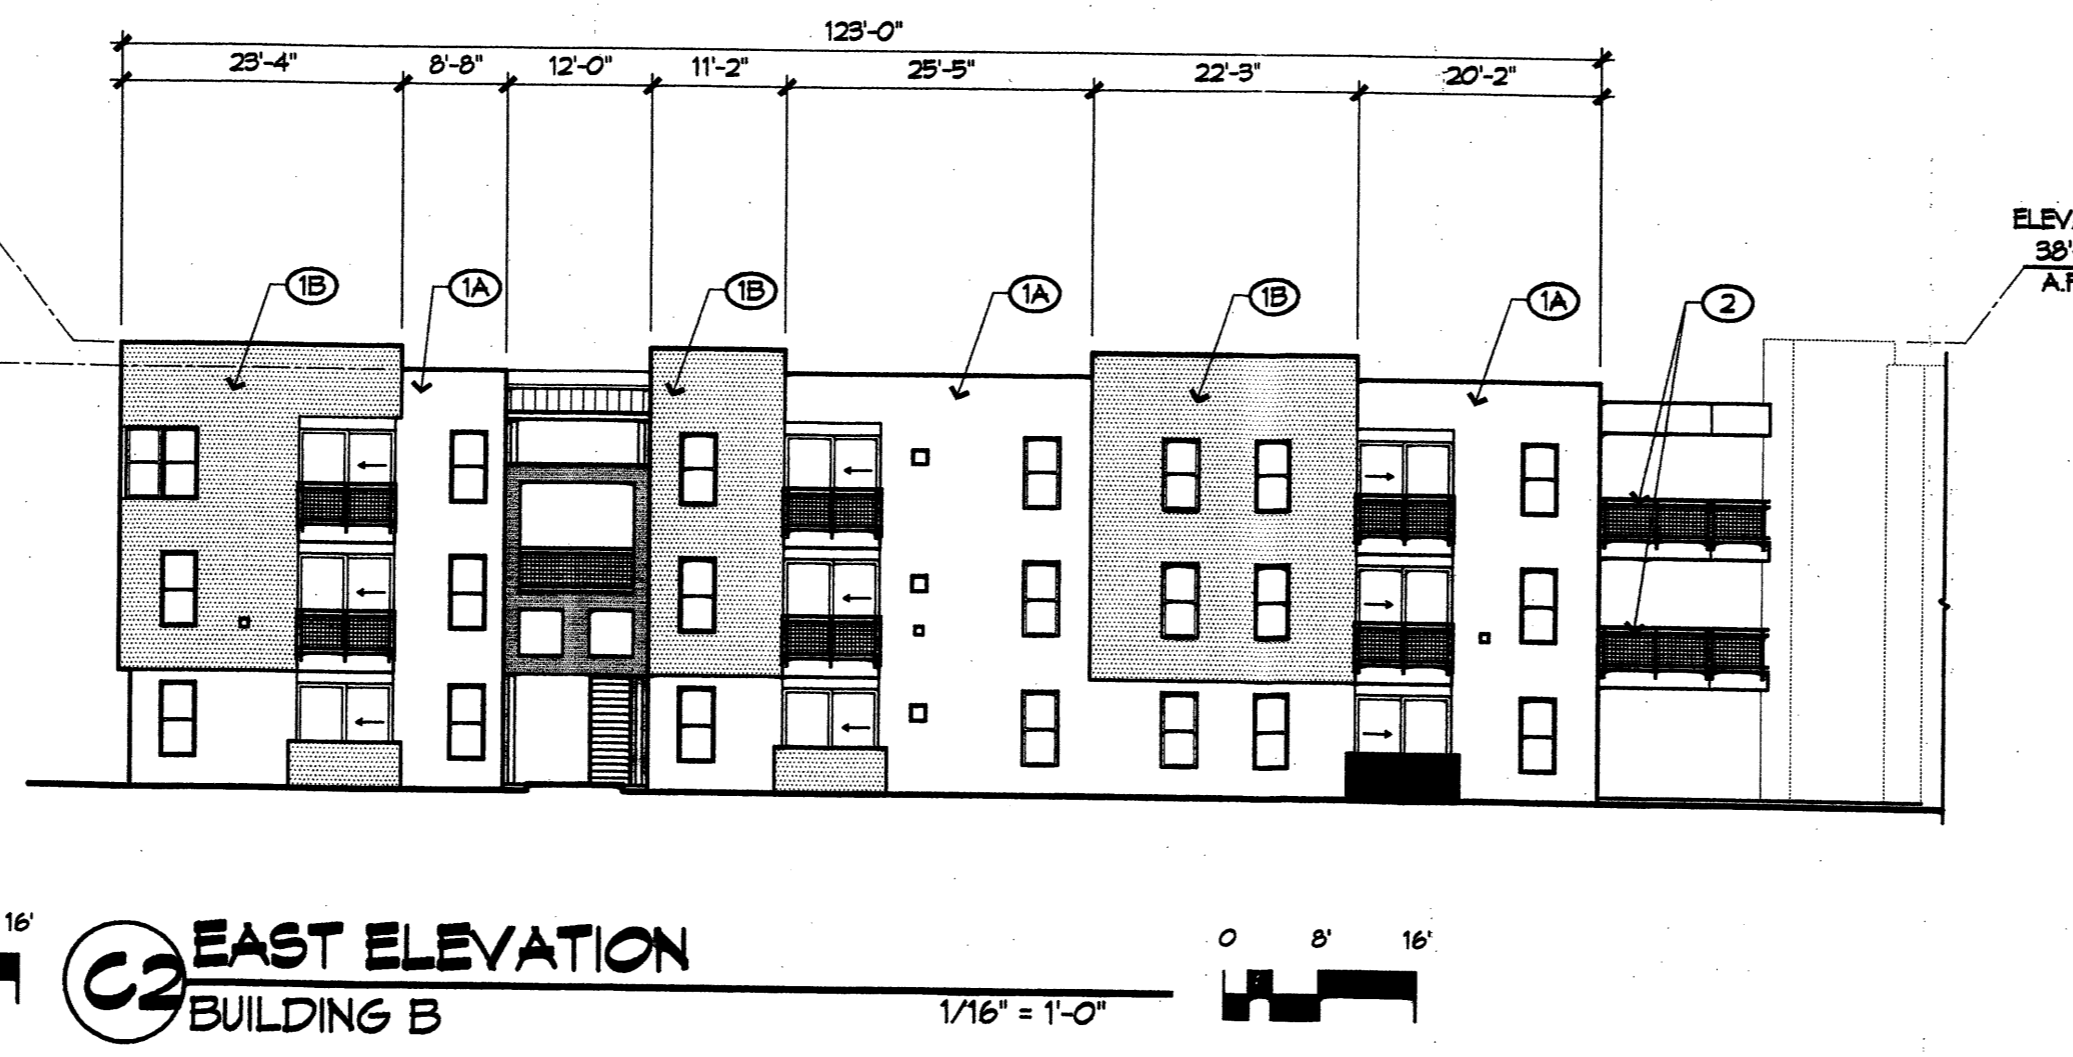 123'-0"
23'-4" 8'-8" 12'-0" 11'-2" 25'-5" 22'-3" 20'-2"
38'
1B 1A 1B 1A 1B 1A 2
16'
C2 EAST ELEVATION
BUILDING B 1/16" = 1'-0"
0 8' 16'